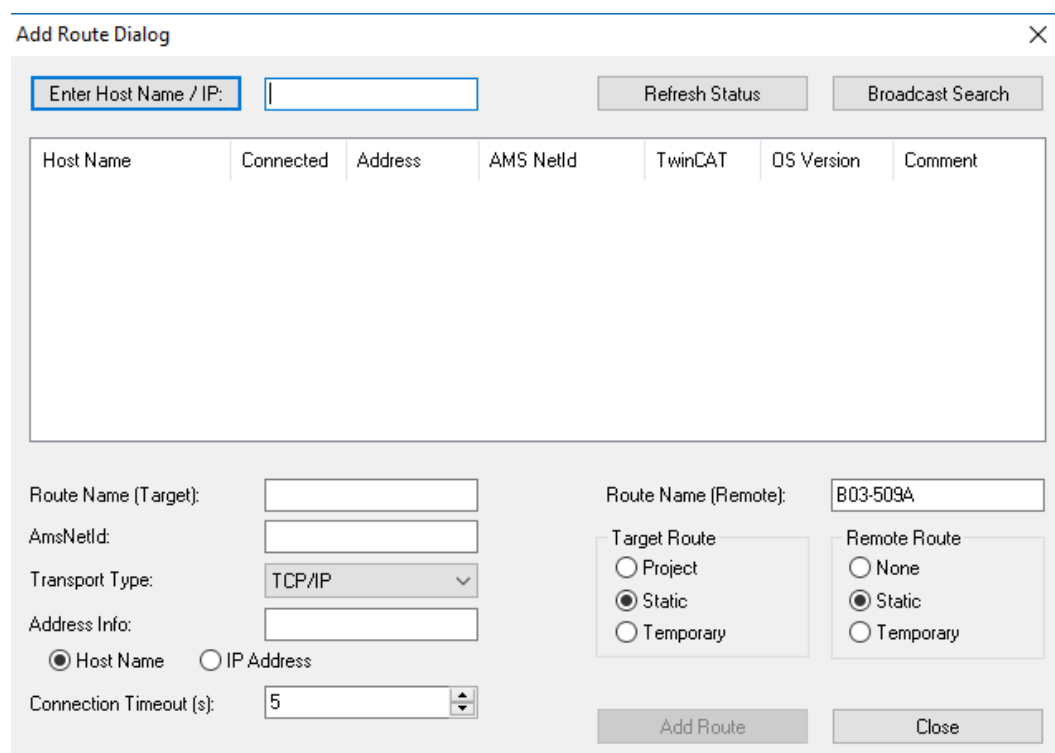 Add Route Dialog
Enter Host Name / IP: Refresh Status Broadcast Search
Host Name Connected Address AMS NetId TwinCAT OS Version Comment
Route Name (Target): Route Name (Remote): B03-509A
AmsNetId: Target Route Remote Route
Transport Type: TCP/IP Project None
Static Static
Address Info: Temporary Temporary
Host Name IP Address
Connection Timeout (s): 5
Add Route Close